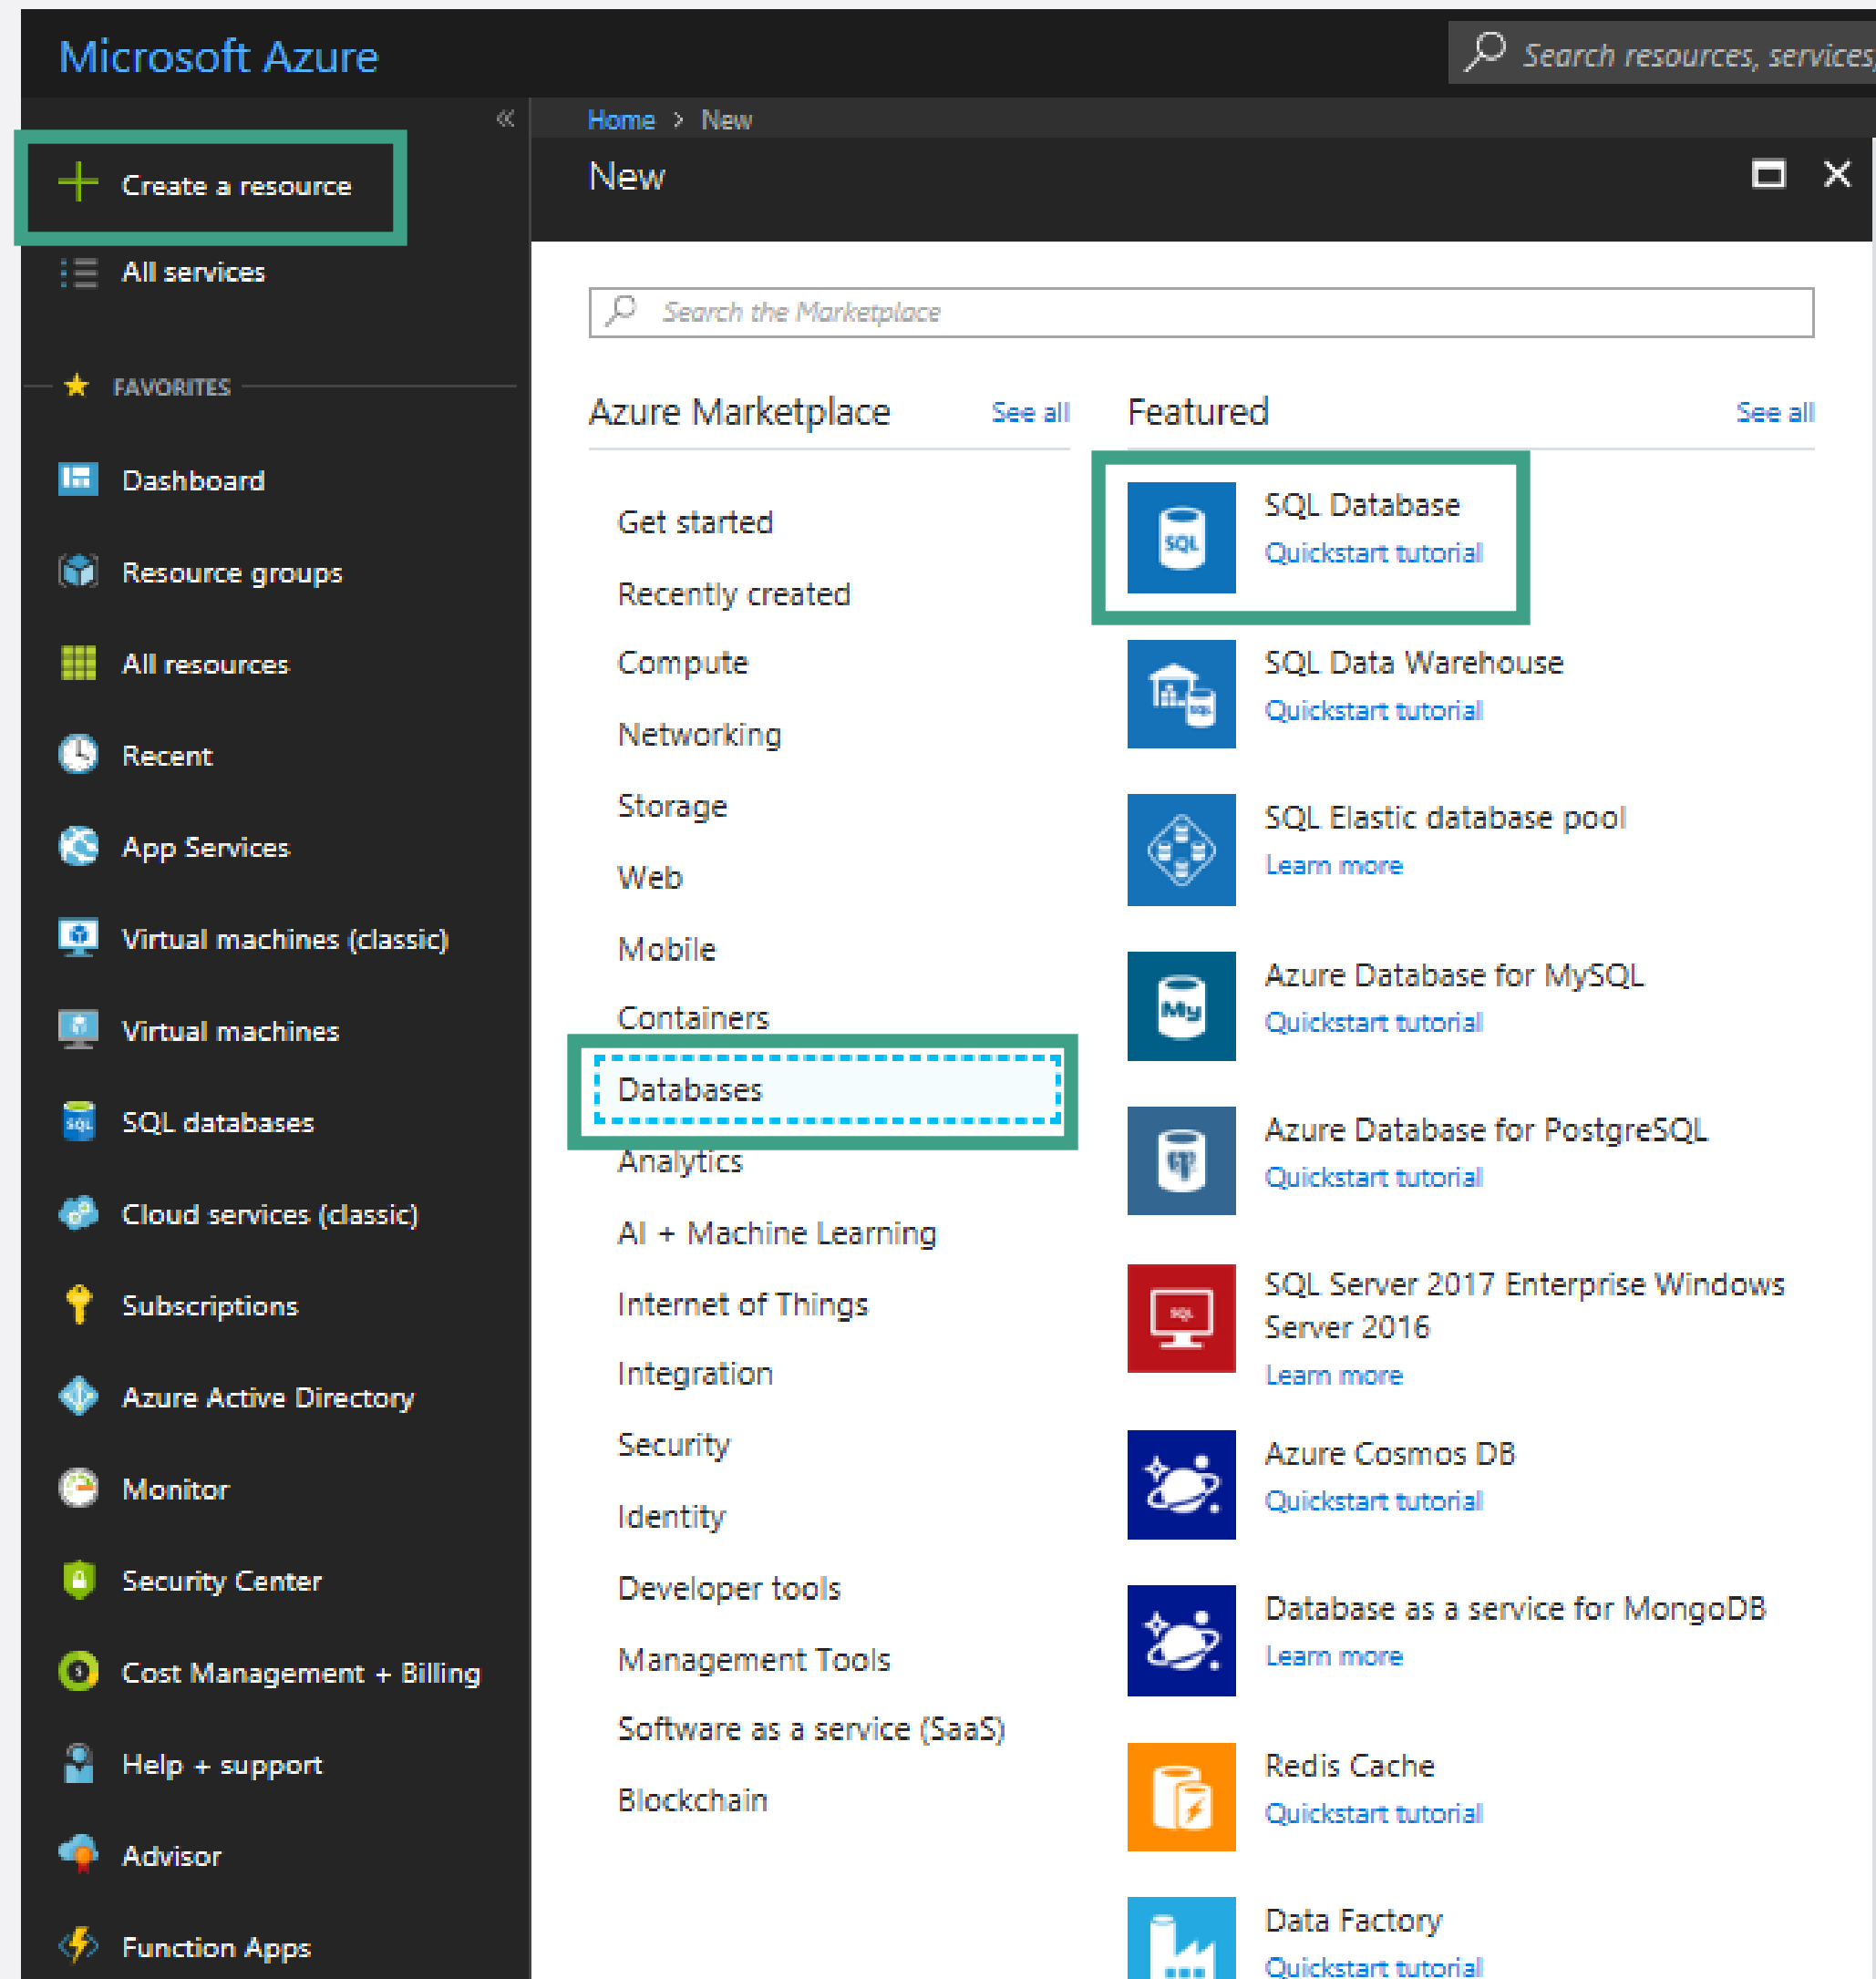 Microsoft Azure
Search resources, services,
Create a resource
All services
FAVORITES
Dashboard
Resource groups
All resources
Recent
App Services
Virtual machines (classic)
Virtual machines
SQL databases
Cloud services (classic)
Subscriptions
Azure Active Directory
Monitor
Security Center
Cost Management + Billing
Help + support
Advisor
Function Apps
Home > New
New
Search the Marketplace
Azure Marketplace
See all
Get started
Recently created
Compute
Networking
Storage
Web
Mobile
Containers
Databases
Analytics
AI + Machine Learning
Internet of Things
Integration
Security
Identity
Developer tools
Management Tools
Software as a service (SaaS)
Blockchain
Featured
See all
SQL
SQL Database
Quickstart tutorial
SQL Data Warehouse
Quickstart tutorial
SQL Elastic database pool
Learn more
My
Azure Database for MySQL
Quickstart tutorial
Azure Database for PostgreSQL
Quickstart tutorial
SQL
SQL Server 2017 Enterprise Windows
Server 2016
Learn more
Azure Cosmos DB
Quickstart tutorial
Database as a service for MongoDB
Learn more
Redis Cache
Quickstart tutorial
Data Factory
Quickstart tutorial